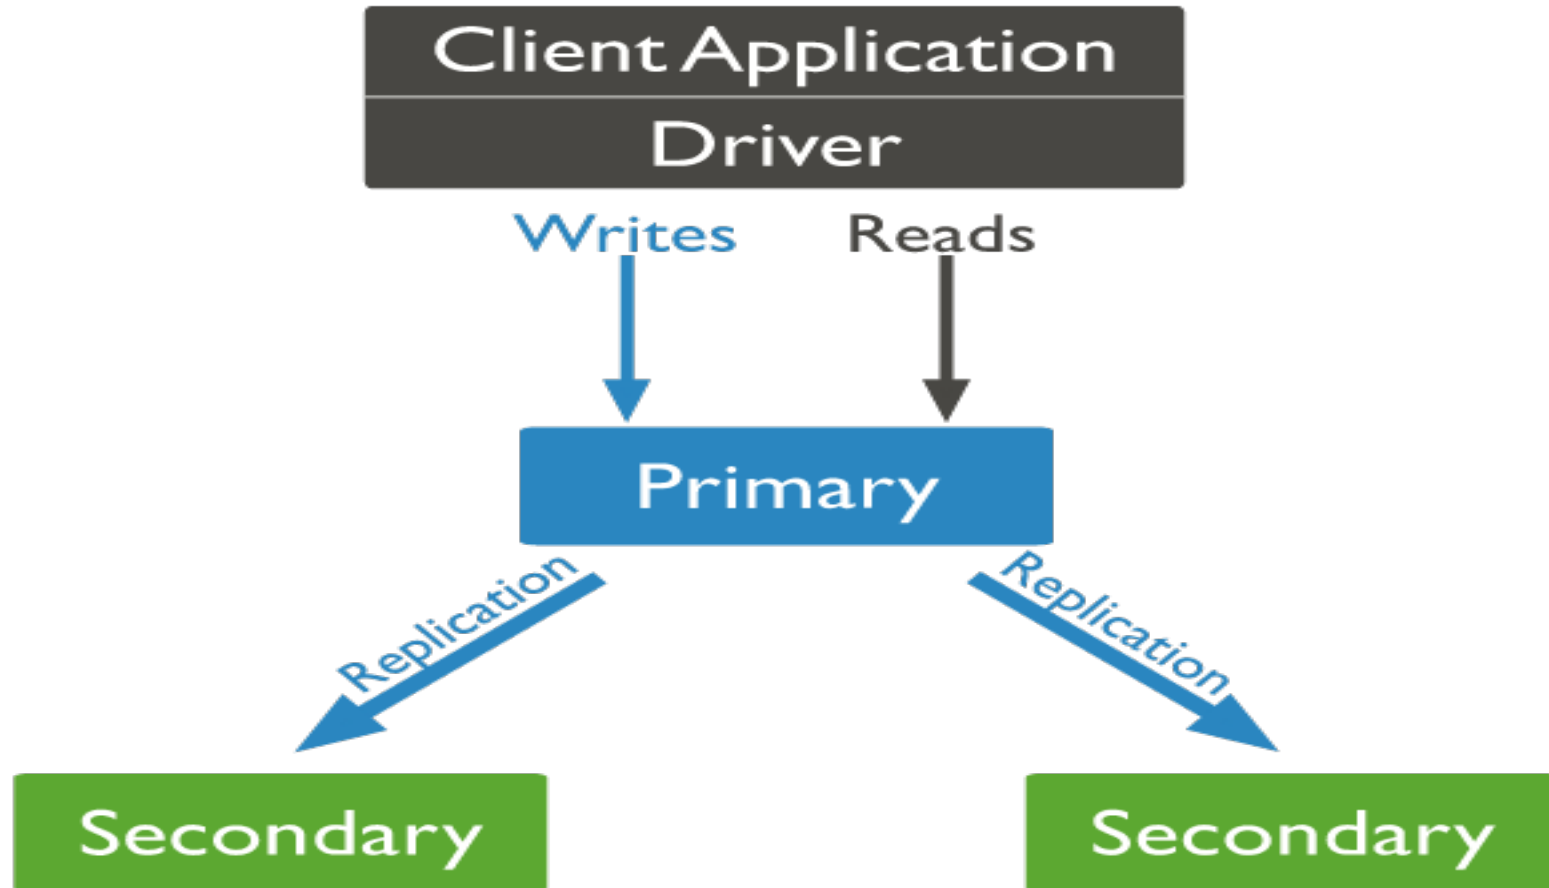 Client Application
Driver
Writes
Reads
Primary
Replication
Replication
Secondary
Secondary